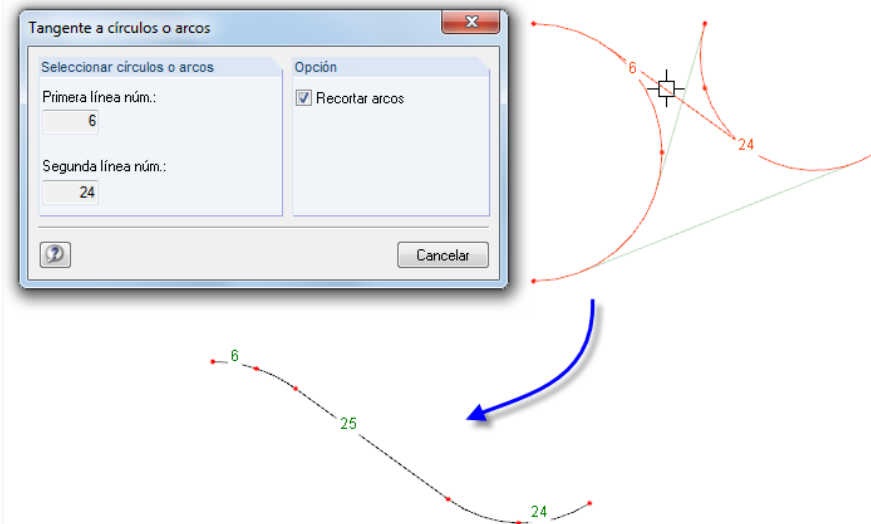 Tangente a círculos o arcos
Seleccionar círculos o arcos
Primera línea núm.:
6
Segunda línea núm.:
24
Opción
Recortar arcos
Cancelar
6
24
6
25
24